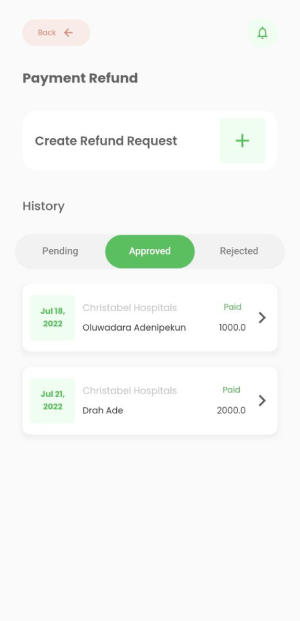 Back
Payment Refund
Create Refund Request
History
Pending Approved Rejected
Jul 18, 2022
Christabel Hospitals
Oluwadara Adenipekun
Paid
1000.0
Jul 21, 2022
Christabel Hospitals
Drah Ade
Paid
2000.0